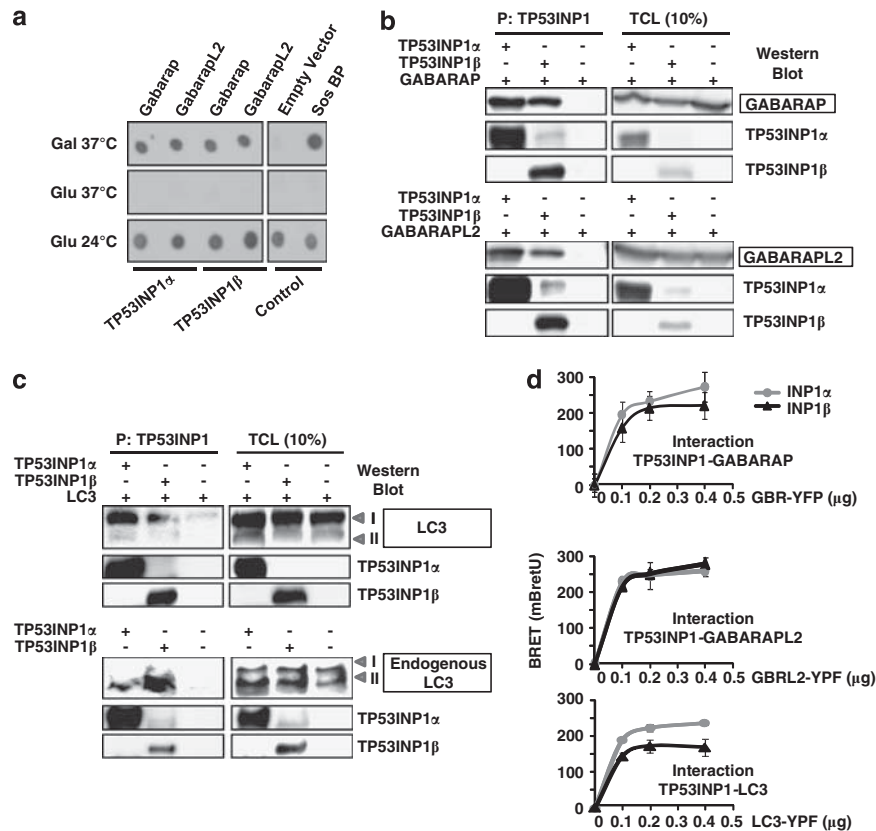 a
Gabarap
GabarapL2
Gabarap
GabarapL2
Empty Vector
Sos BP
Gal 37°C
Glu 37°C
Glu 24°C
TP53INP1α
TP53INP1β
Control
b
P: TP53INP1
TCL (10%)
TP53INP1α + - - + - -
TP53INP1β - + - - + -
GABARAP + + + + + +
Western
Blot
GABARAP
TP53INP1α
TP53INP1β
TP53INP1α + - - + - -
TP53INP1β - + - - + -
GABARAPL2 + + + + + +
GABARAPL2
TP53INP1α
TP53INP1β
c
P: TP53INP1
TCL (10%)
TP53INP1α + - - + - -
TP53INP1β - + - - + -
LC3 + + + + + +
Western
Blot
I
II
LC3
TP53INP1α
TP53INP1β
TP53INP1α + - - + - -
TP53INP1β - + - - + -
I
II
Endogenous
LC3
TP53INP1α
TP53INP1β
d
BRET (mBretU)
300
200
100
0
INP1α
INP1β
Interaction
TP53INP1-GABARAP
0 0.1 0.2 0.3 0.4 0.5
GBR-YFP (µg)
300
200
100
0
Interaction
TP53INP1-GABARAPL2
0 0.1 0.2 0.3 0.4 0.5
GBRL2-YPF (µg)
300
200
100
0
Interaction
TP53INP1-LC3
0 0.1 0.2 0.3 0.4 0.5
LC3-YPF (µg)